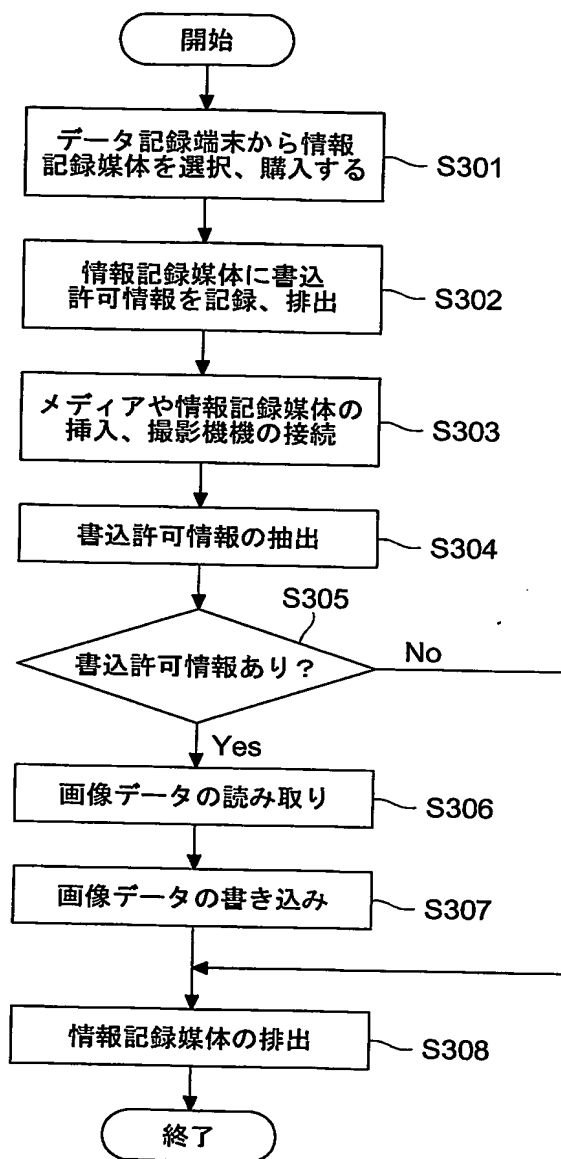 開始
データ記録端末から情報
記録媒体を選択、購入する
S301
情報記録媒体に書込
許可情報を記録、排出
S302
メディアや情報記録媒体の
挿入、撮影機機の接続
S303
書込許可情報の抽出
S304
S305
書込許可情報あり？
No
Yes
画像データの読み取り
S306
画像データの書き込み
S307
情報記録媒体の排出
S308
終了